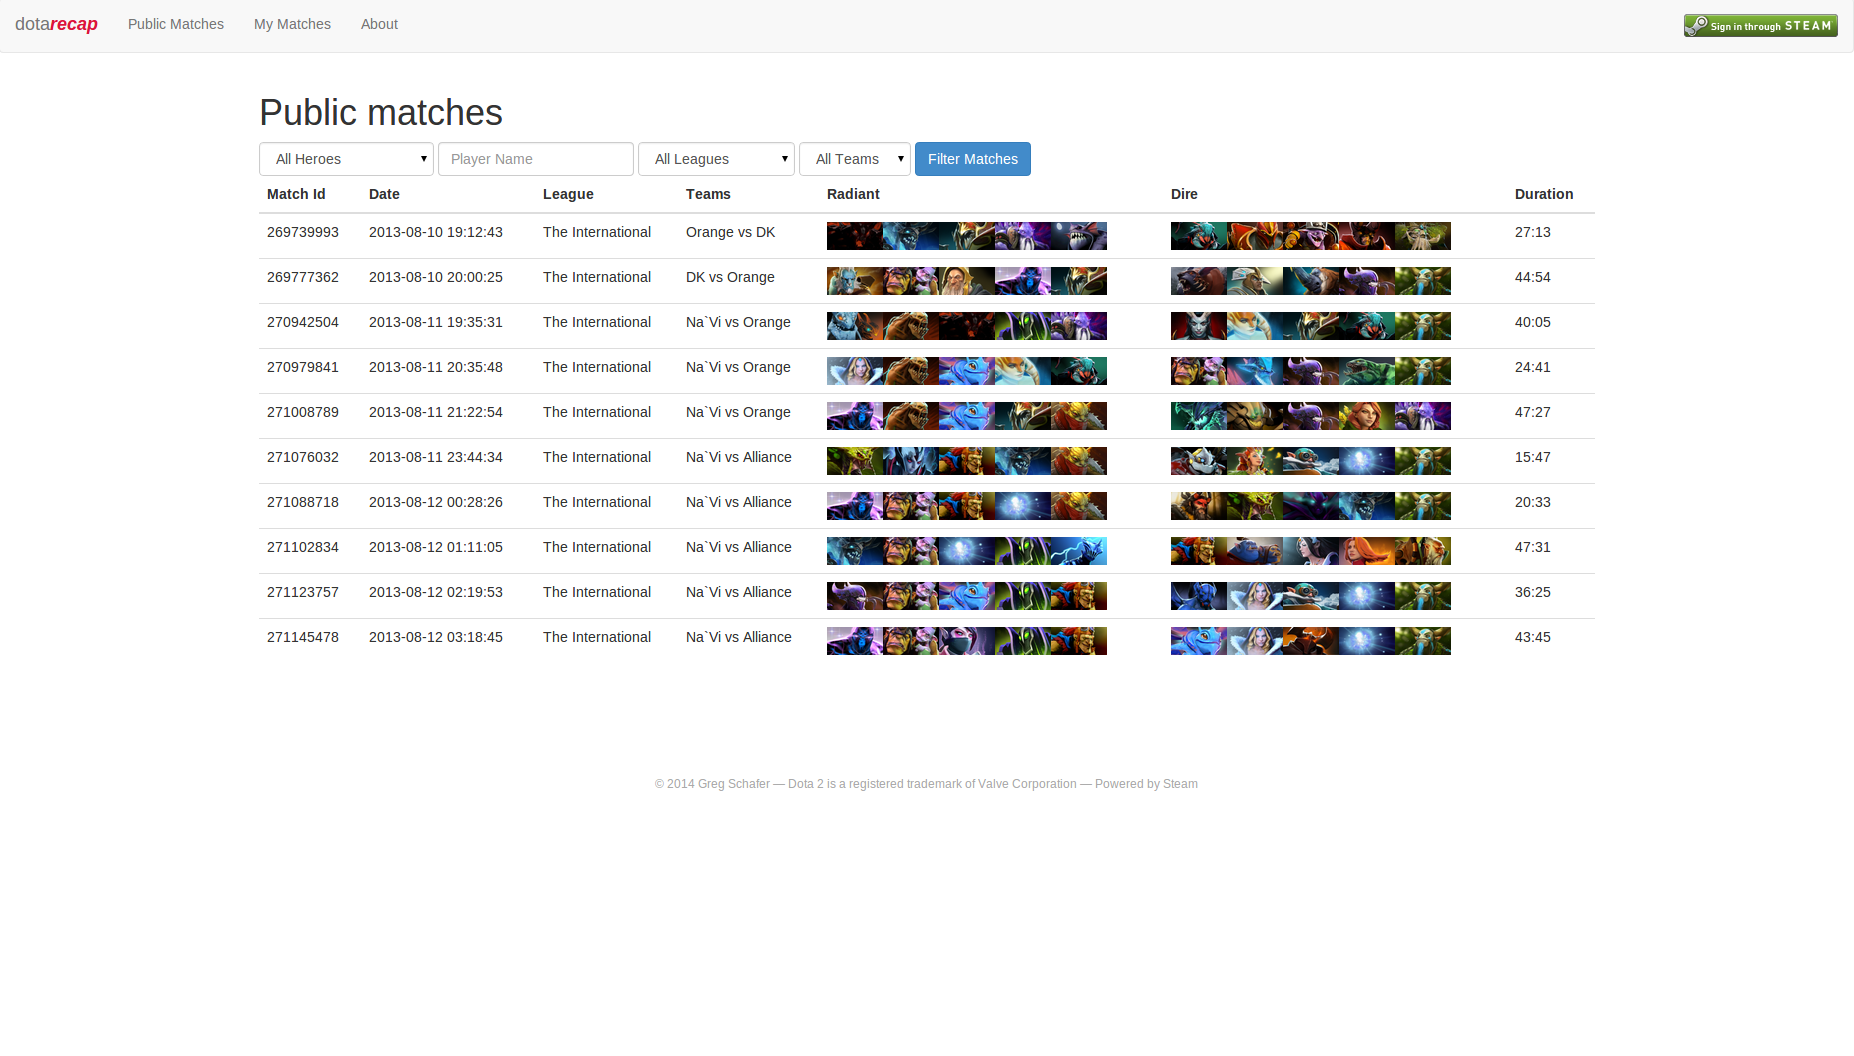 dotarecap Public Matches My Matches About Sign in through STEAM
Public matches
All Heroes Player Name All Leagues All Teams Filter Matches
Match Id Date League Teams Radiant Dire Duration
269739993 2013-08-10 19:12:43 The International Orange vs DK 27:13
269777362 2013-08-10 20:00:25 The International DK vs Orange 44:54
270942504 2013-08-11 19:35:31 The International Na`Vi vs Orange 40:05
270979841 2013-08-11 20:35:48 The International Na`Vi vs Orange 24:41
271008789 2013-08-11 21:22:54 The International Na`Vi vs Orange 47:27
271076032 2013-08-11 23:44:34 The International Na`Vi vs Alliance 15:47
271088718 2013-08-12 00:28:26 The International Na`Vi vs Alliance 20:33
271102834 2013-08-12 01:11:05 The International Na`Vi vs Alliance 47:31
271123757 2013-08-12 02:19:53 The International Na`Vi vs Alliance 36:25
271145478 2013-08-12 03:18:45 The International Na`Vi vs Alliance 43:45
© 2014 Greg Schafer — Dota 2 is a registered trademark of Valve Corporation — Powered by Steam